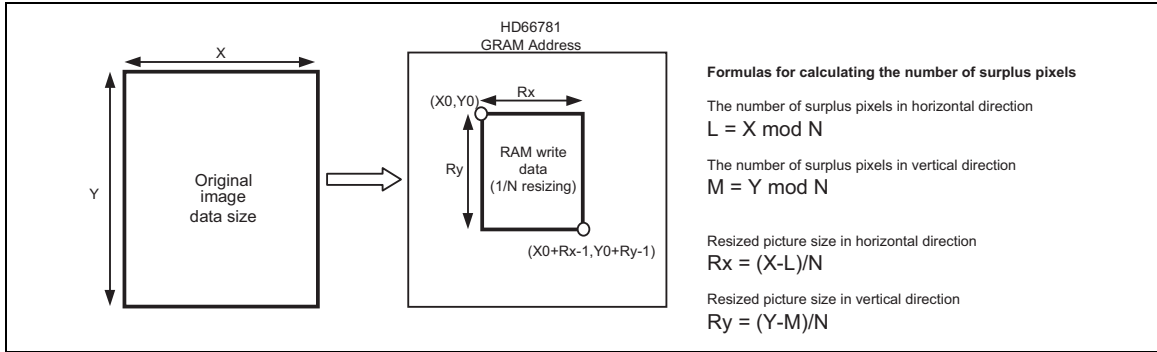 X
Y
Original
image
data size
HD66781
GRAM Address
(X0,Y0)
Rx
Ry
RAM write
data
(1/N resizing)
(X0+Rx-1,Y0+Ry-1)
Formulas for calculating the number of surplus pixels
The number of surplus pixels in horizontal direction
L = X mod N
The number of surplus pixels in vertical direction
M = Y mod N
Resized picture size in horizontal direction
Rx = (X-L)/N
Resized picture size in vertical direction
Ry = (Y-M)/N